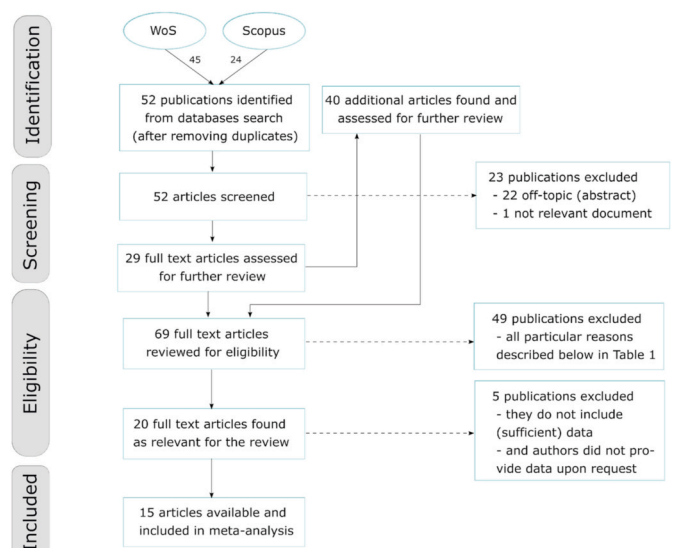 Identification
WoS
Scopus
45
24
52 publications identified
from databases search
(after removing duplicates)
40 additional articles found and
assessed for further review
Screening
52 articles screened
23 publications excluded
- 22 off-topic (abstract)
- 1 not relevant document
29 full text articles assessed
for further review
Eligibility
69 full text articles
reviewed for eligibility
49 publications excluded
- all particular reasons
described below in Table 1
20 full text articles found
as relevant for the review
5 publications excluded
- they do not include
(sufficient) data
- and authors did not pro-
vide data upon request
Included
15 articles available and
included in meta-analysis